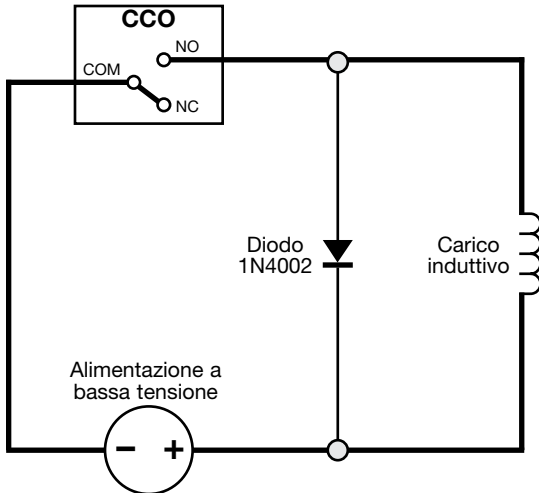 CCO
NO
COM
NC
Diodo
1N4002
Carico
induttivo
Alimentazione a
bassa tensione
− +